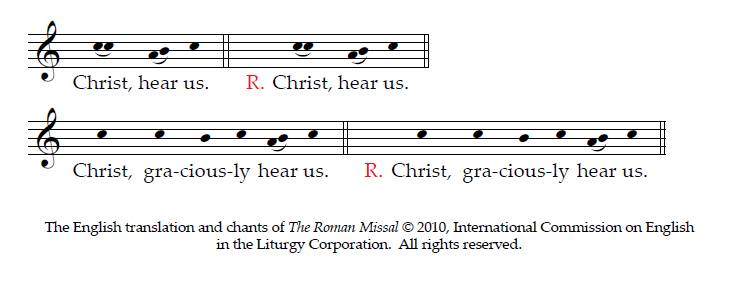 Christ, hear us. R. Christ, hear us.
Christ, gra-cious-ly hear us. R. Christ, gra-cious-ly hear us.
The English translation and chants of The Roman Missal © 2010, International Commission on English
in the Liturgy Corporation. All rights reserved.